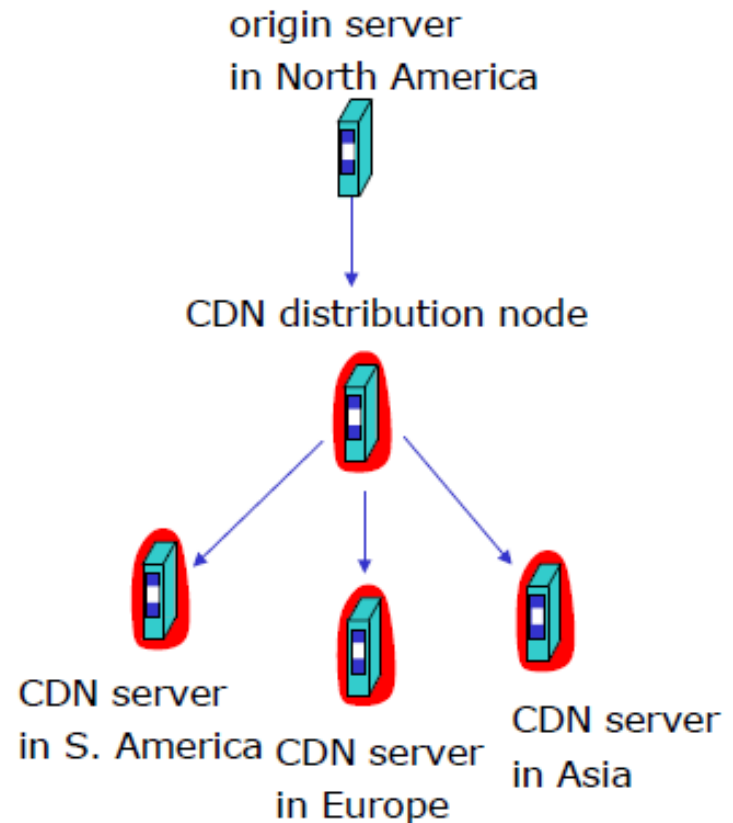 origin server
in North America
CDN distribution node
CDN server
in S. America
CDN server
in Europe
CDN server
in Asia